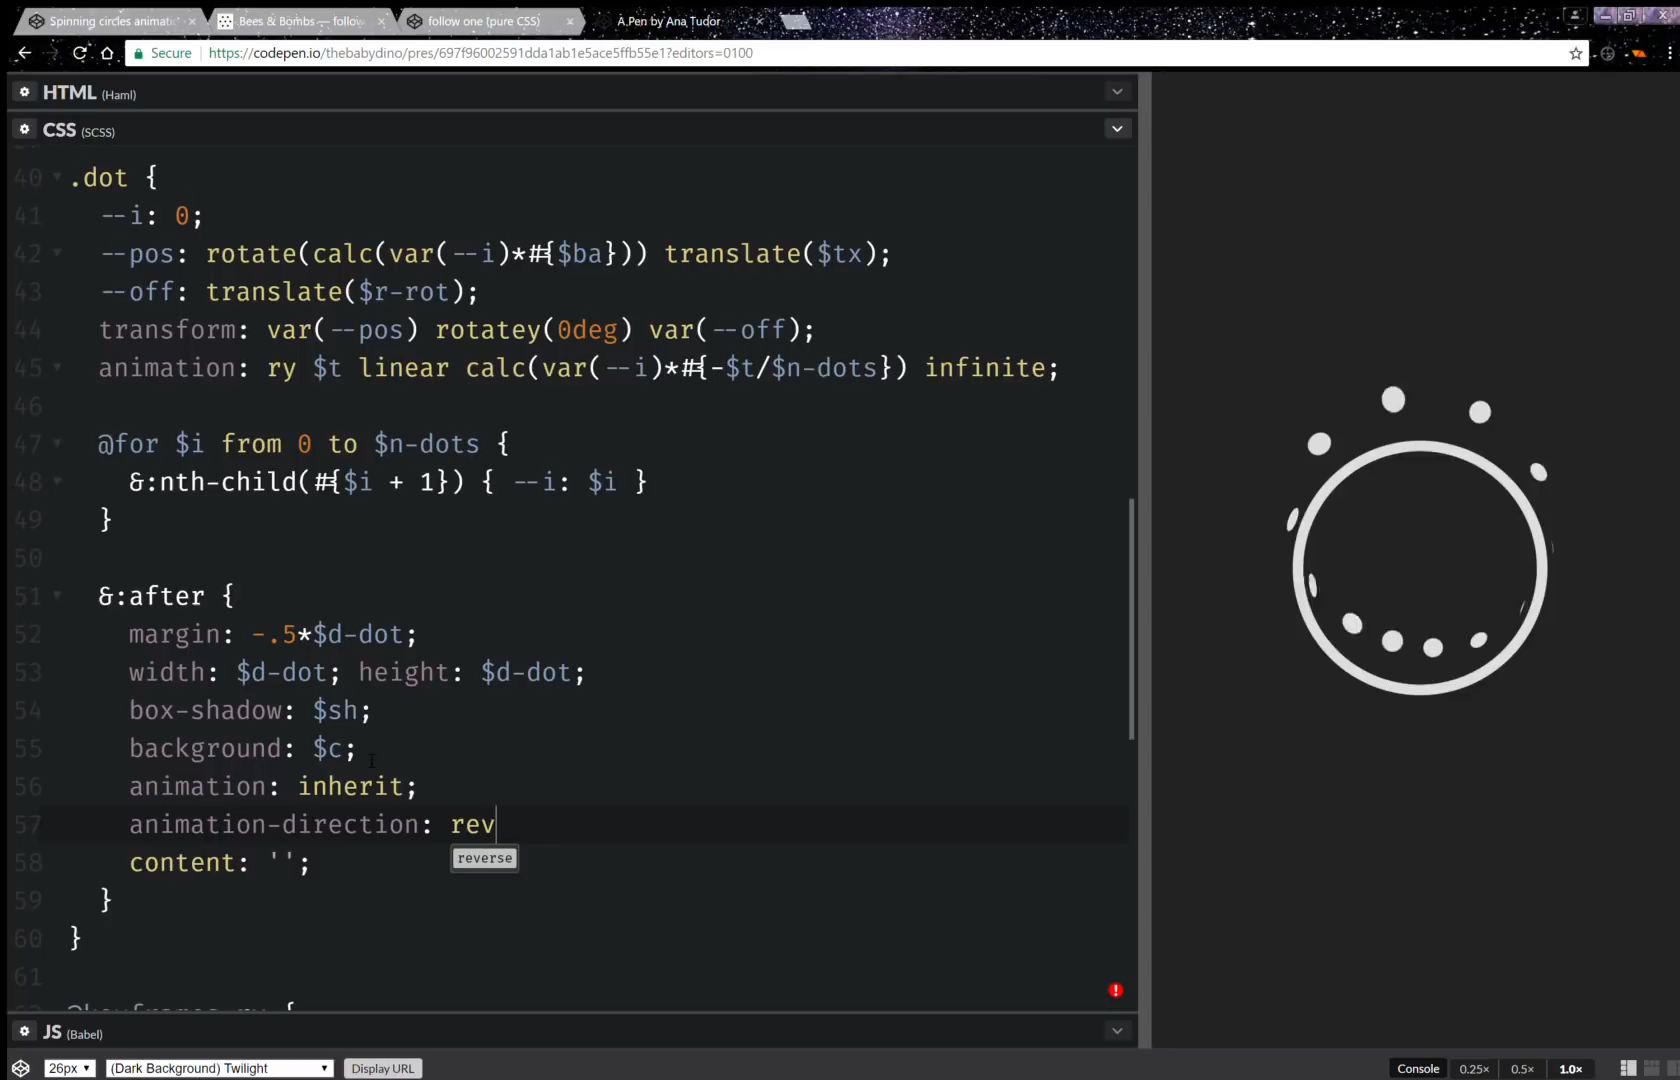 Spinning circles animatic
Bees & Bombs — follow
follow one (pure CSS)
A Pen by Ana Tudor
Secure https://codepen.io/thebabydino/pres/697f96002591dda1ab1e5ace5ffb55e1?editors=0100
HTML (Haml)
CSS (SCSS)
40 .dot {
41 --i: 0;
42 --pos: rotate(calc(var(--i)*#{$ba})) translate($tx);
43 --off: translate($r-rot);
44 transform: var(--pos) rotatey(0deg) var(--off);
45 animation: ry $t linear calc(var(--i)*#{-$t/$n-dots}) infinite;
46
47 @for $i from 0 to $n-dots {
48 &:nth-child(#{$i + 1}) { --i: $i }
49 }
50
51 &:after {
52 margin: -.5*$d-dot;
53 width: $d-dot; height: $d-dot;
54 box-shadow: $sh;
55 background: $c;
56 animation: inherit;
57 animation-direction: rev
reverse
58 content: '';
59 }
60 }
61
@keyframes ry {
JS (Babel)
26px (Dark Background) Twilight Display URL Console 0.25× 0.5× 1.0×